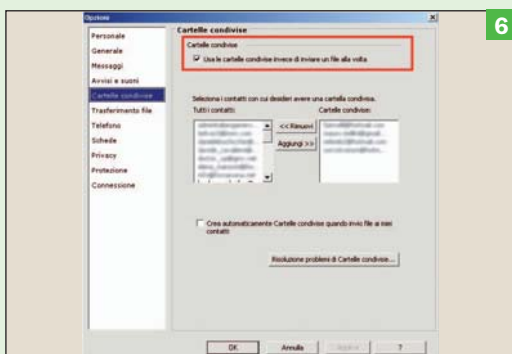 6
Opzioni
Personale
Generale
Messaggi
Avvisi e suoni
Cartelle condivise
Trasferimento file
Telefono
Schede
Privacy
Protezione
Connessione
Cartelle condivise
Cartelle condivise
Usa le cartelle condivise invece di inviare un file alla volta
Seleziona i contatti con cui desideri avere una cartella condivisa.
Tutti i contatti: Cartelle condivise:
<< Rimuovi
Aggiungi >>
Crea automaticamente Cartelle condivise quando invio file ai miei
contatti
Risoluzione problemi di Cartelle condivise...
OK Annulla ?